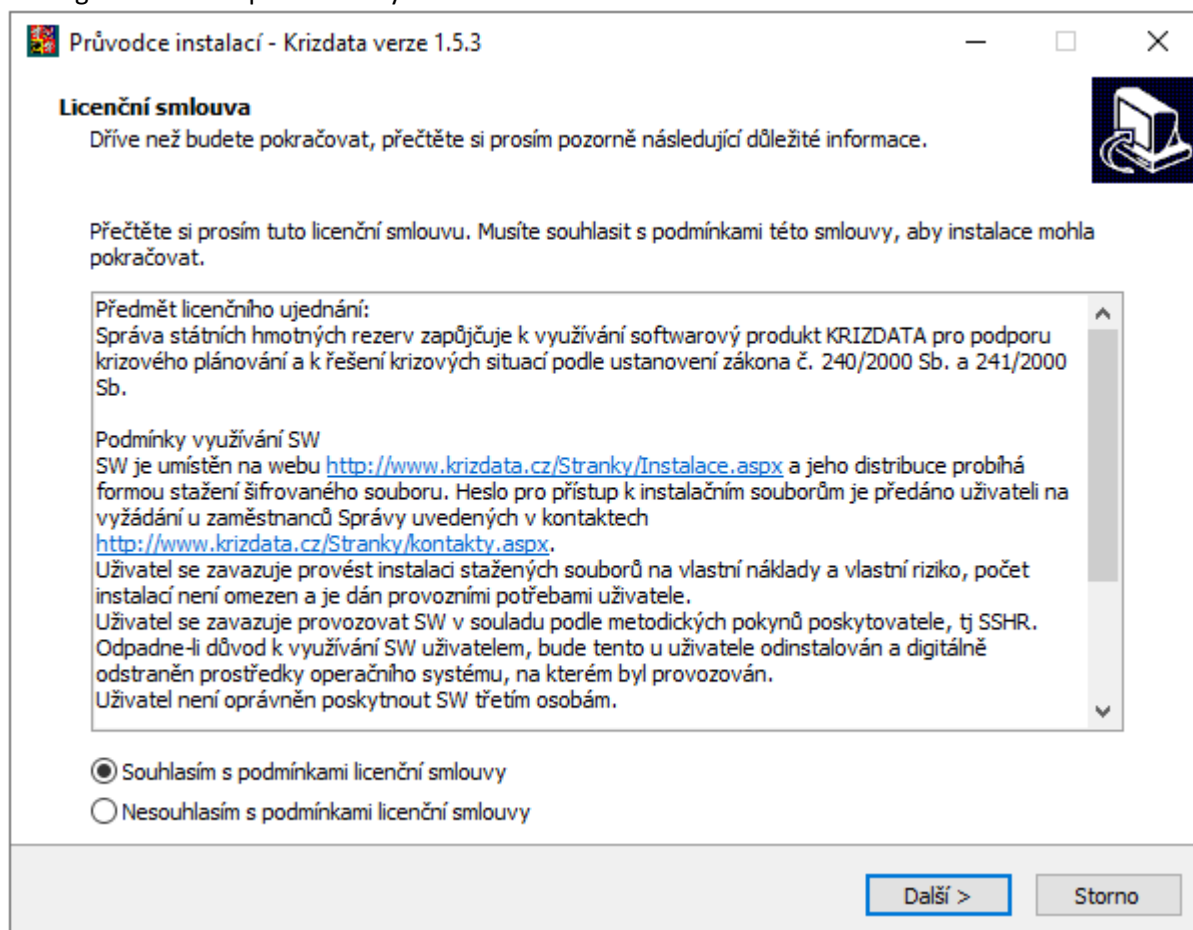 Průvodce instalací - Krizdata verze 1.5.3
Licenční smlouva
Dříve než budete pokračovat, přečtěte si prosím pozorně následující důležité informace.
Přečtěte si prosím tuto licenční smlouvu. Musíte souhlasit s podmínkami této smlouvy, aby instalace mohla
pokračovat.
Předmět licenčního ujednání:
Správa státních hmotných rezerv zapůjčuje k využívání softwarový produkt KRIZDATA pro podporu
krizového plánování a k řešení krizových situací podle ustanovení zákona č. 240/2000 Sb. a 241/2000
Sb.
Podmínky využívání SW
SW je umístěn na webu http://www.krizdata.cz/Stranky/Instalace.aspx a jeho distribuce probíhá
formou stažení šifrovaného souboru. Heslo pro přístup k instalačním souborům je předáno uživateli na
vyžádání u zaměstnanců Správy uvedených v kontaktech
http://www.krizdata.cz/Stranky/kontakty.aspx.
Uživatel se zavazuje provést instalaci stažených souborů na vlastní náklady a vlastní riziko, počet
instalací není omezen a je dán provozními potřebami uživatele.
Uživatel se zavazuje provozovat SW v souladu podle metodických pokynů poskytovatele, tj SSHR.
Odpadne-li důvod k využívání SW uživatelem, bude tento u uživatele odinstalován a digitálně
odstraněn prostředky operačního systému, na kterém byl provozován.
Uživatel není oprávněn poskytnout SW třetím osobám.
Souhlasím s podmínkami licenční smlouvy
Nesouhlasím s podmínkami licenční smlouvy
Další >
Storno